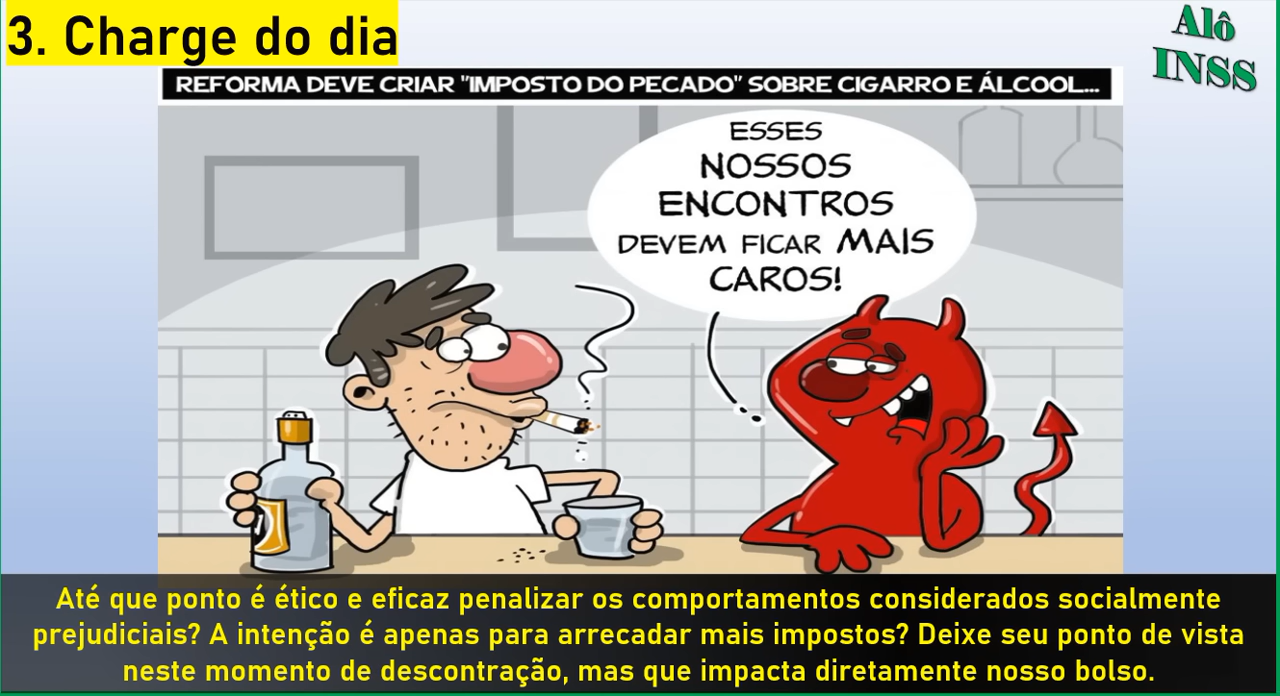 3. Charge do dia
Alô
INSS
REFORMA DEVE CRIAR "IMPOSTO DO PECADO" SOBRE CIGARRO E ÁLCOOL...
ESSES
NOSSOS
ENCONTROS
DEVEM FICAR MAIS
CAROS!
Até que ponto é ético e eficaz penalizar os comportamentos considerados socialmente
prejudiciais? A intenção é apenas para arrecadar mais impostos? Deixe seu ponto de vista
neste momento de descontração, mas que impacta diretamente nosso bolso.